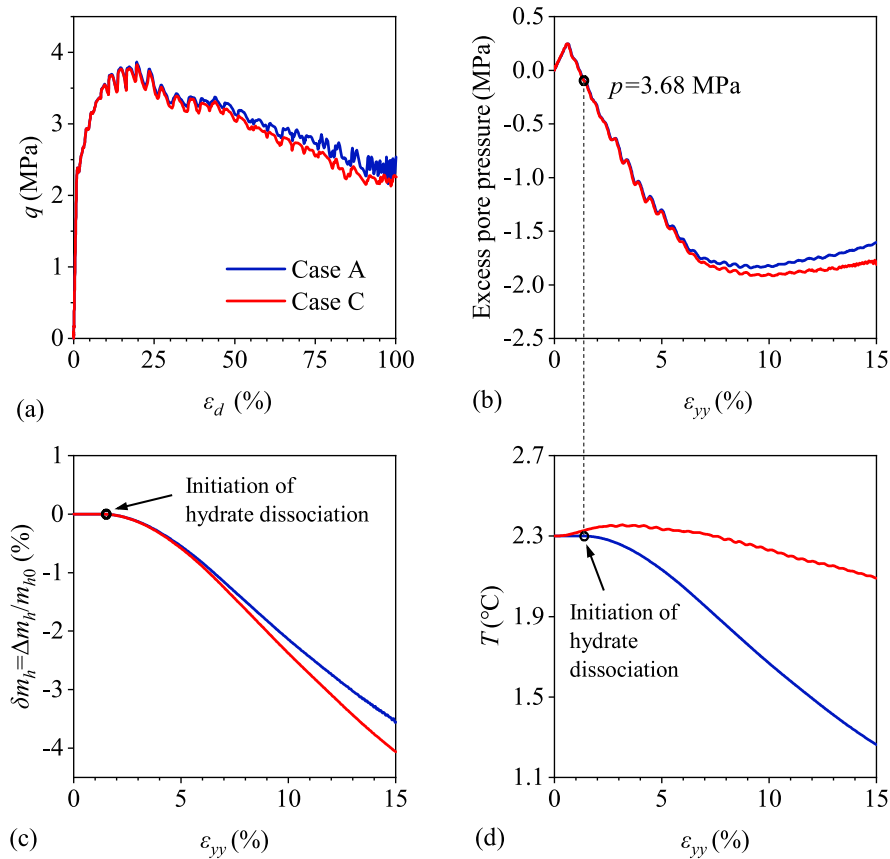 4
3
2
1
0
q (MPa)
Case A
Case C
0
25
50
75
100
(a)
ε_d (%)
0.5
0.0
-0.5
-1.0
-1.5
-2.0
-2.5
Excess pore pressure (MPa)
p=3.68 MPa
0
5
10
15
(b)
ε_yy (%)
1
0
-1
-2
-3
-4
δm_h=Δm_h/m_h0 (%)
Initiation of
hydrate dissociation
0
5
10
15
(c)
ε_yy (%)
2.7
2.3
1.9
1.5
1.1
T (°C)
Initiation of
hydrate
dissociation
0
5
10
15
(d)
ε_yy (%)